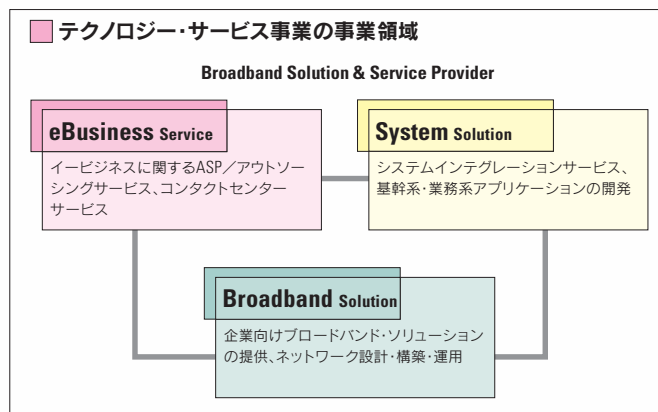 テクノロジー・サービス事業の事業領域
Broadband Solution & Service Provider
eBusiness Service
イービジネスに関するASP／アウトソー
シングサービス、コンタクトセンター
サービス
System Solution
システムインテグレーションサービス、
基幹系・業務系アプリケーションの開発
Broadband Solution
企業向けブロードバンド・ソリューション
の提供、ネットワーク設計・構築・運用